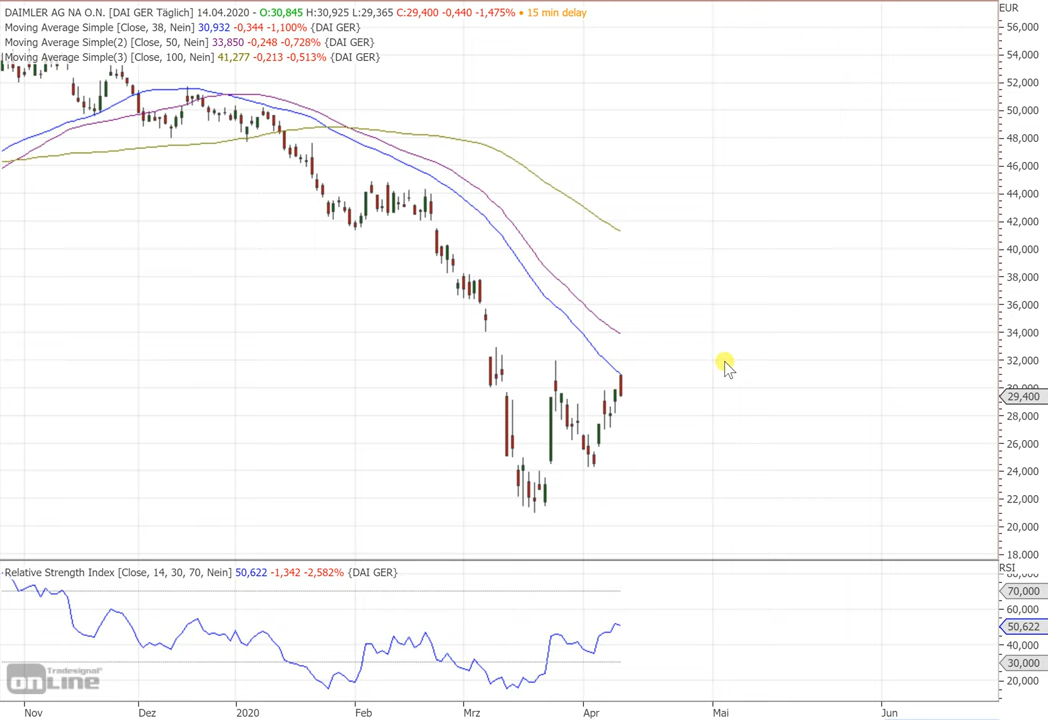 DAIMLER AG NA O.N. [DAI GER Täglich] 14.04.2020 - O:30,845 H:30,925 L:29,365 C:29,400 -0,440 -1,475% • 15 min delay
Moving Average Simple [Close, 38, Nein] 30,932 -0,344 -1,100% {DAI GER}
Moving Average Simple(2) [Close, 50, Nein] 33,850 -0,248 -0,728% {DAI GER}
Moving Average Simple(3) [Close, 100, Nein] 41,277 -0,213 -0,513% {DAI GER}
EUR
56,000
54,000
52,000
50,000
48,000
46,000
44,000
42,000
40,000
38,000
36,000
34,000
32,000
30,000
29,400
28,000
26,000
24,000
22,000
20,000
18,000
Relative Strength Index [Close, 14, 30, 70, Nein] 50,622 -1,342 -2,582% {DAI GER}
RSI
80,000
70,000
60,000
50,622
40,000
30,000
20,000
Tradesignal®
onLine
Nov Dez 2020 Feb Mrz Apr Mai Jun